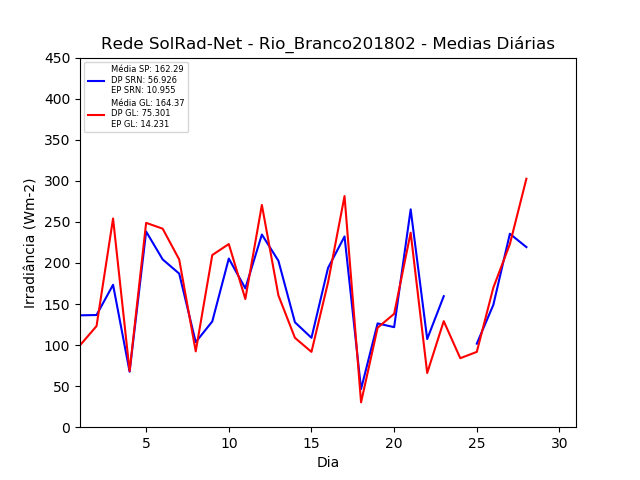 Rede SolRad-Net - Rio_Branco201802 - Medias Diárias
450
400
350
300
250
200
150
100
50
0
Irradiância (Wm-2)
Média SP: 162.29
DP SRN: 56.926
EP SRN: 10.955
Média GL: 164.37
DP GL: 75.301
EP GL: 14.231
5
10
15
20
25
30
Dia